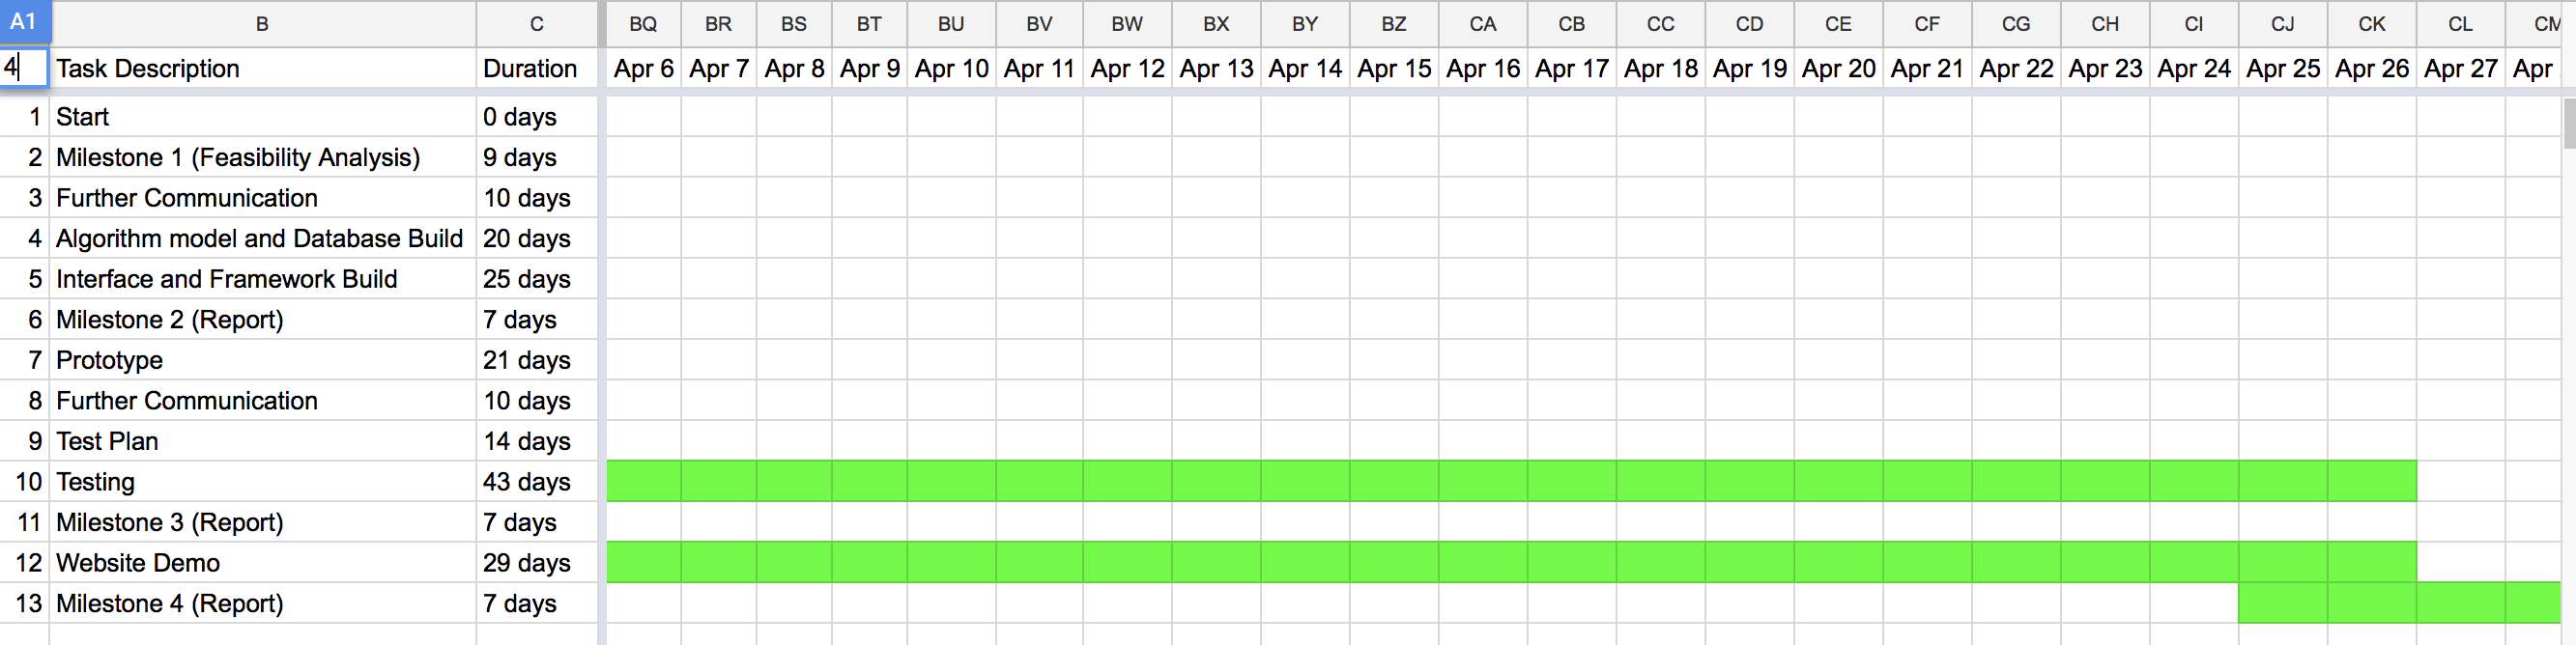 A1 B C BQ BR BS BT BU BV BW BX BY BZ CA CB CC CD CE CF CG CH CI CJ CK CL CM
4 Task Description Duration Apr 6 Apr 7 Apr 8 Apr 9 Apr 10 Apr 11 Apr 12 Apr 13 Apr 14 Apr 15 Apr 16 Apr 17 Apr 18 Apr 19 Apr 20 Apr 21 Apr 22 Apr 23 Apr 24 Apr 25 Apr 26 Apr 27 Apr
1 Start 0 days
2 Milestone 1 (Feasibility Analysis) 9 days
3 Further Communication 10 days
4 Algorithm model and Database Build 20 days
5 Interface and Framework Build 25 days
6 Milestone 2 (Report) 7 days
7 Prototype 21 days
8 Further Communication 10 days
9 Test Plan 14 days
10 Testing 43 days
11 Milestone 3 (Report) 7 days
12 Website Demo 29 days
13 Milestone 4 (Report) 7 days